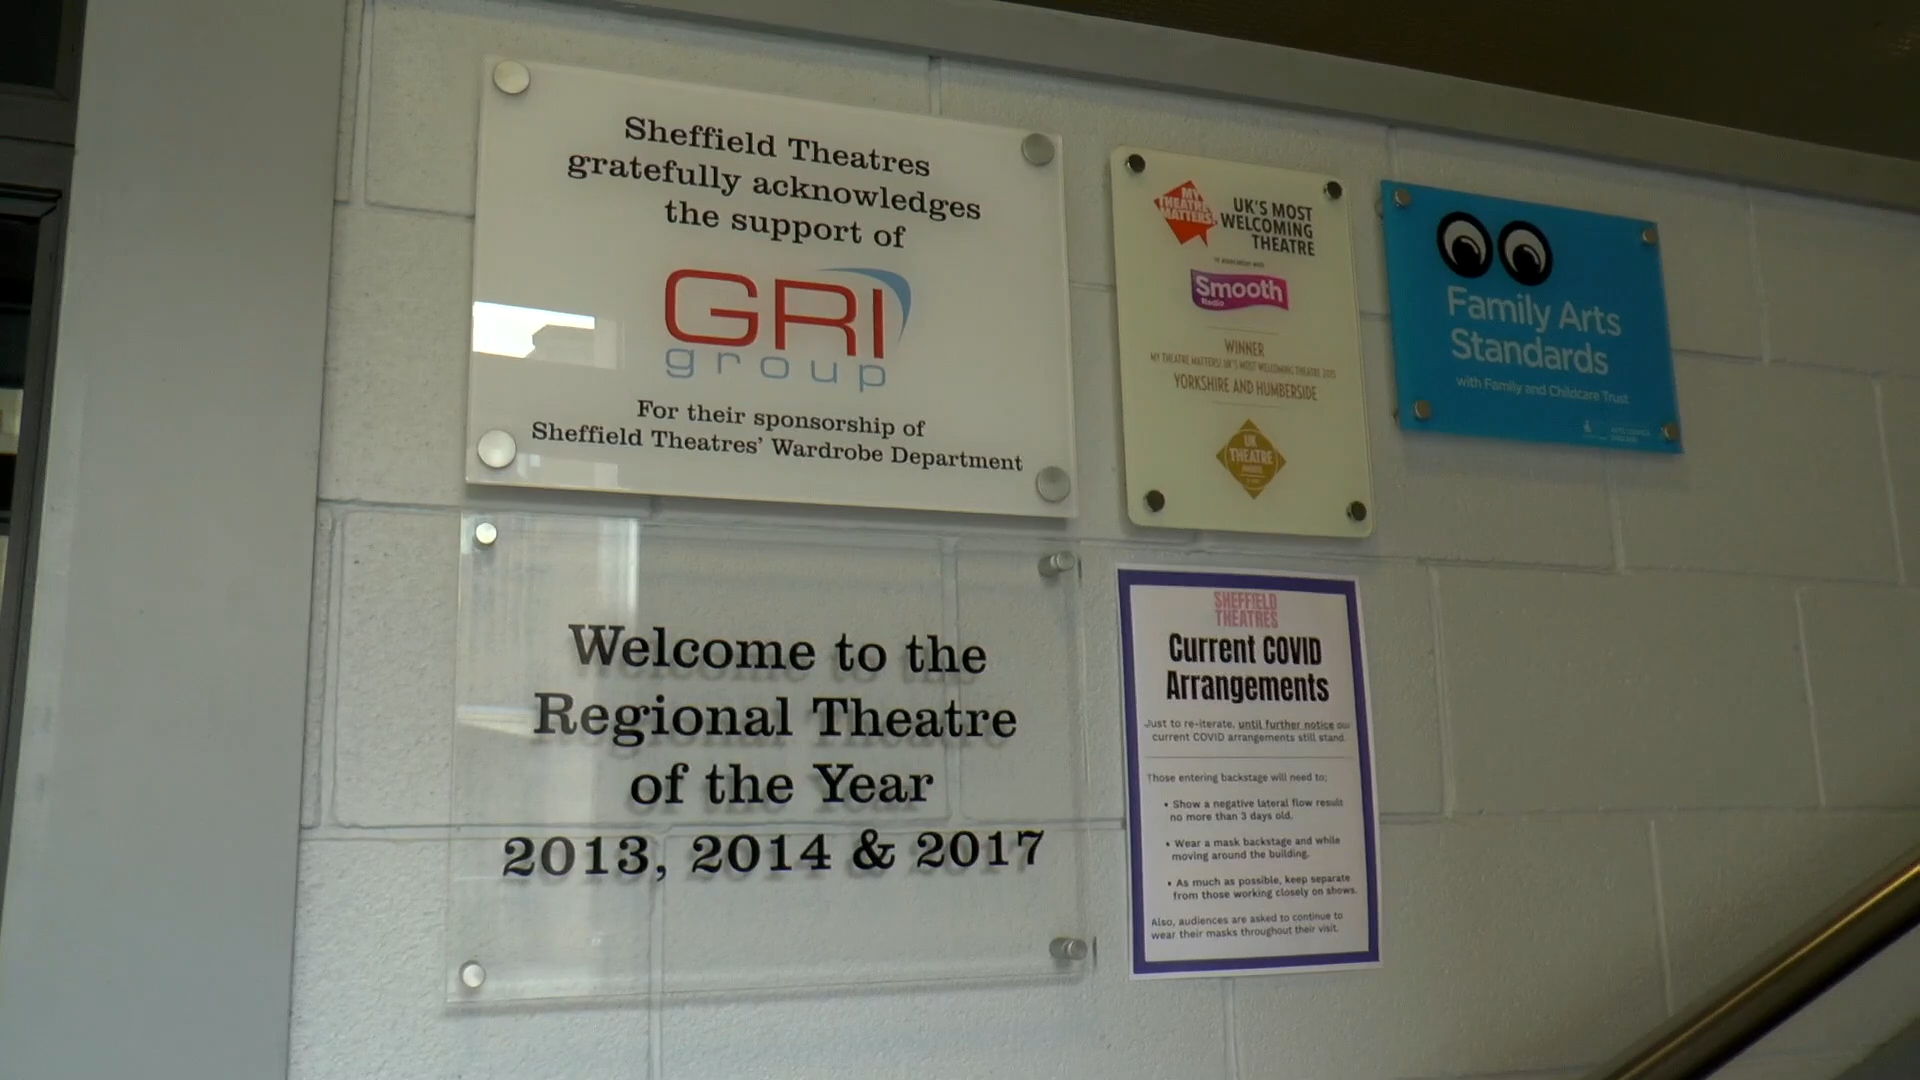 Sheffield Theatres
gratefully acknowledges
the support of
GRI
group
For their sponsorship of
Sheffield Theatres' Wardrobe Department
MY
THEATRE
MATTERS!
UK'S MOST
WELCOMING
THEATRE
in association with
Smooth
Radio
WINNER
MY THEATRE MATTERS! UK'S MOST WELCOMING THEATRE 2015
YORKSHIRE AND HUMBERSIDE
UK
THEATRE
AWARDS
Family Arts
Standards
with Family and Childcare Trust
Welcome to the
Regional Theatre
of the Year
2013, 2014 & 2017
SHEFFIELD
THEATRES
Current COVID
Arrangements
Just to re-iterate, until further notice our
current COVID arrangements still stand.
Those entering backstage will need to;
• Show a negative lateral flow result
no more than 3 days old.
• Wear a mask backstage and while
moving around the building.
• As much as possible, keep separate
from those working closely on shows.
Also, audiences are asked to continue to
wear their masks throughout their visit.